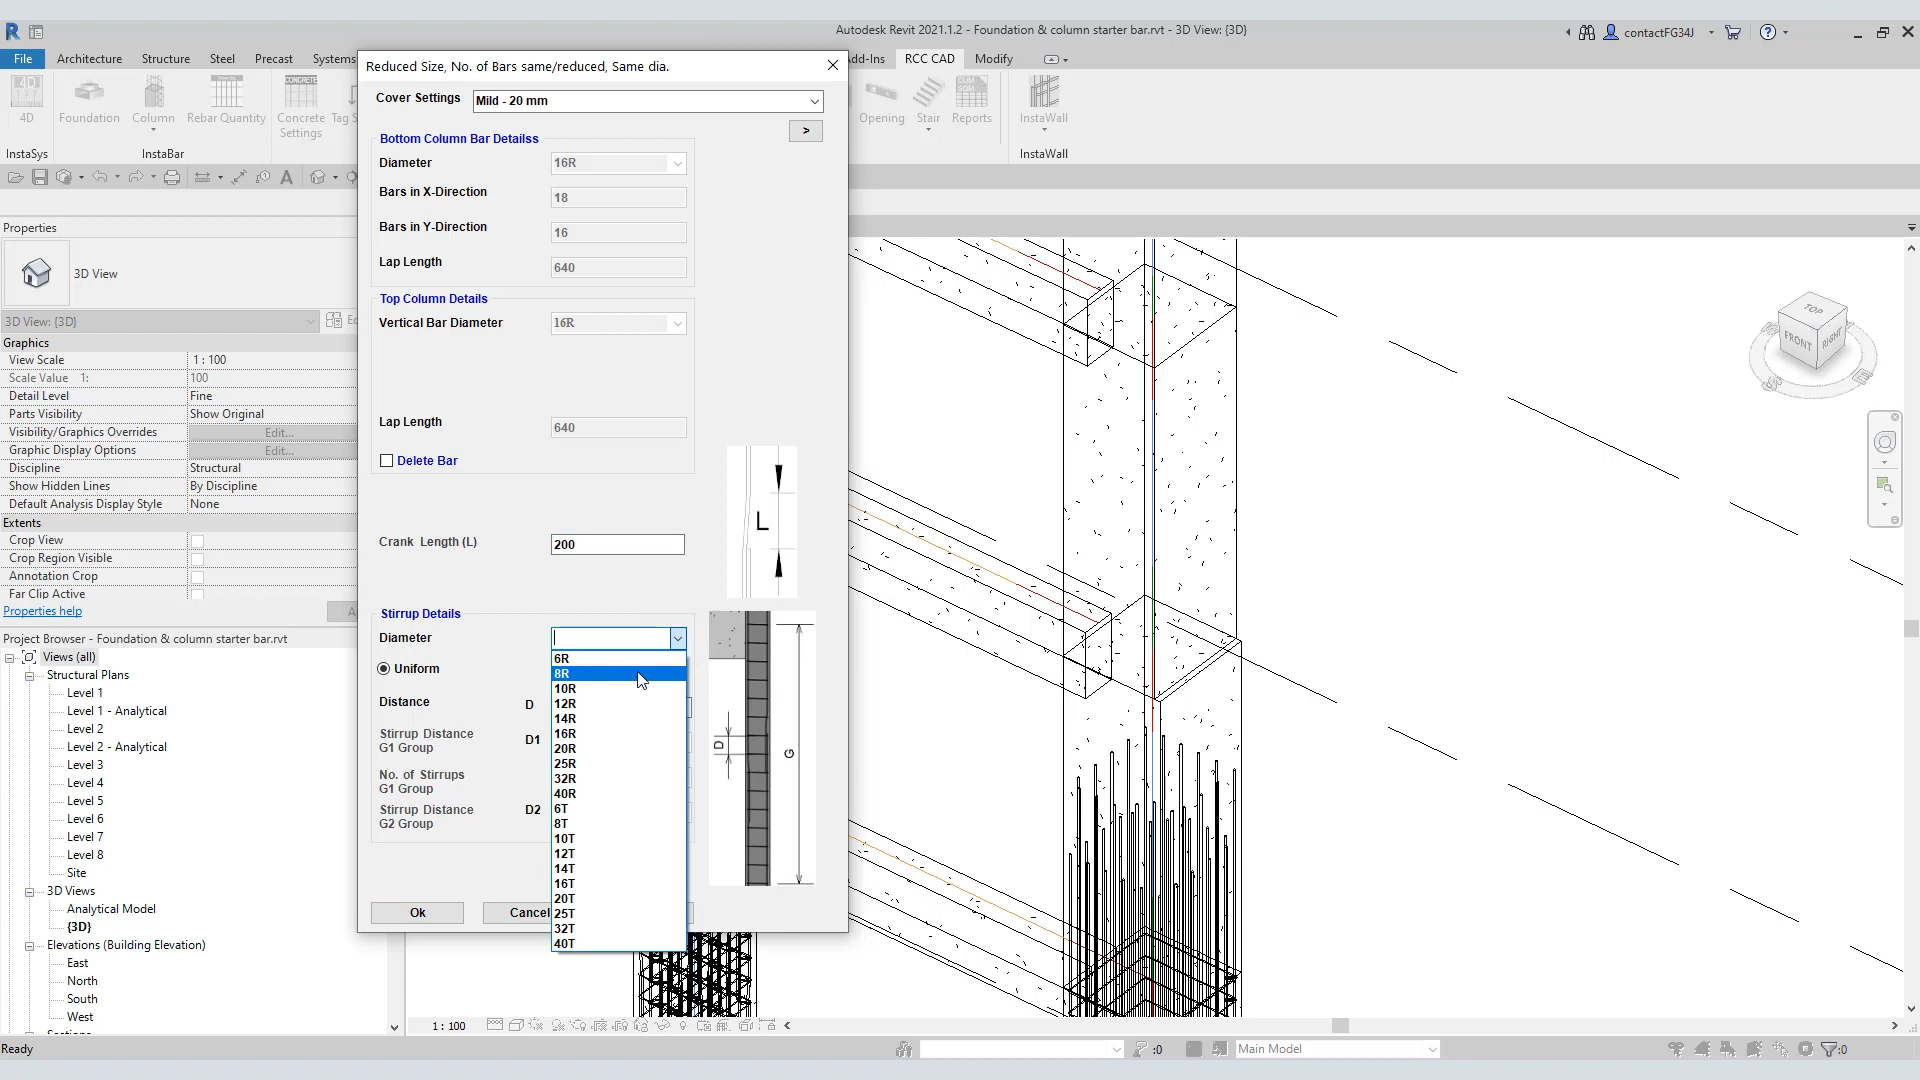 Autodesk Revit 2021.1.2 - Foundation & column starter bar.rvt - 3D View: {3D}
contactFG34J
File
Architecture
Structure
Steel
Precast
Systems
Add-Ins
RCC CAD
Modify
4D
Foundation
Column
Rebar Quantity
Concrete
Settings
Tag S
Opening
Stair
Reports
InstaWall
InstaSys
InstaBar
InstaWall
Reduced Size, No. of Bars same/reduced, Same dia.
Cover Settings
Mild - 20 mm
>
Bottom Column Bar Detailss
Diameter
16R
Bars in X-Direction
18
Bars in Y-Direction
16
Lap Length
640
Top Column Details
Vertical Bar Diameter
16R
Lap Length
640
Delete Bar
Crank Length (L)
200
L
Stirrup Details
Diameter
6R
8R
10R
12R
14R
16R
20R
25R
32R
40R
6T
8T
10T
12T
14T
16T
20T
25T
32T
40T
Uniform
Distance
D
Stirrup Distance
G1 Group
D1
No. of Stirrups
G1 Group
Stirrup Distance
G2 Group
D2
D
G
Ok
Cancel
Properties
3D View
3D View: {3D}
Graphics
View Scale
1 : 100
Scale Value 1:
100
Detail Level
Fine
Parts Visibility
Show Original
Visibility/Graphics Overrides
Edit...
Graphic Display Options
Edit...
Discipline
Structural
Show Hidden Lines
By Discipline
Default Analysis Display Style
None
Extents
Crop View
Crop Region Visible
Annotation Crop
Far Clip Active
Properties help
Project Browser - Foundation & column starter bar.rvt
Views (all)
Structural Plans
Level 1
Level 1 - Analytical
Level 2
Level 2 - Analytical
Level 3
Level 4
Level 5
Level 6
Level 7
Level 8
Site
3D Views
Analytical Model
{3D}
Elevations (Building Elevation)
East
North
South
West
TOP
FRONT
RIGHT
1 : 100
Ready
:0
Main Model
:0